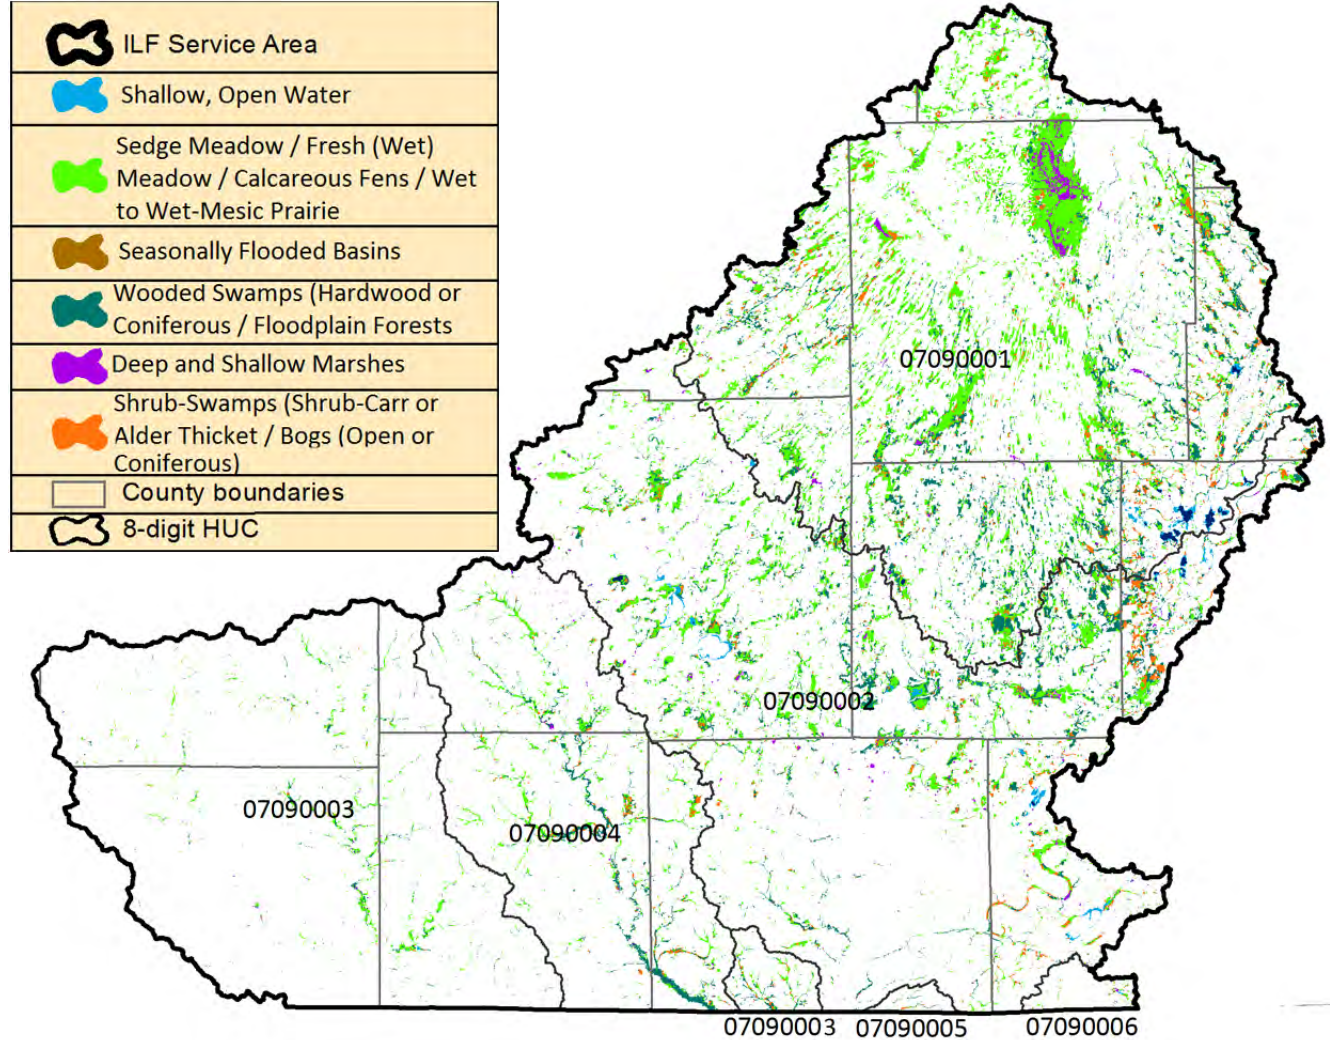 ILF Service Area
Shallow, Open Water
Sedge Meadow / Fresh (Wet)
Meadow / Calcareous Fens / Wet
to Wet-Mesic Prairie
Seasonally Flooded Basins
Wooded Swamps (Hardwood or
Coniferous / Floodplain Forests
Deep and Shallow Marshes
Shrub-Swamps (Shrub-Carr or
Alder Thicket / Bogs (Open or
Coniferous)
County boundaries
8-digit HUC
07090001
07090002
07090003
07090004
07090003 07090005 07090006